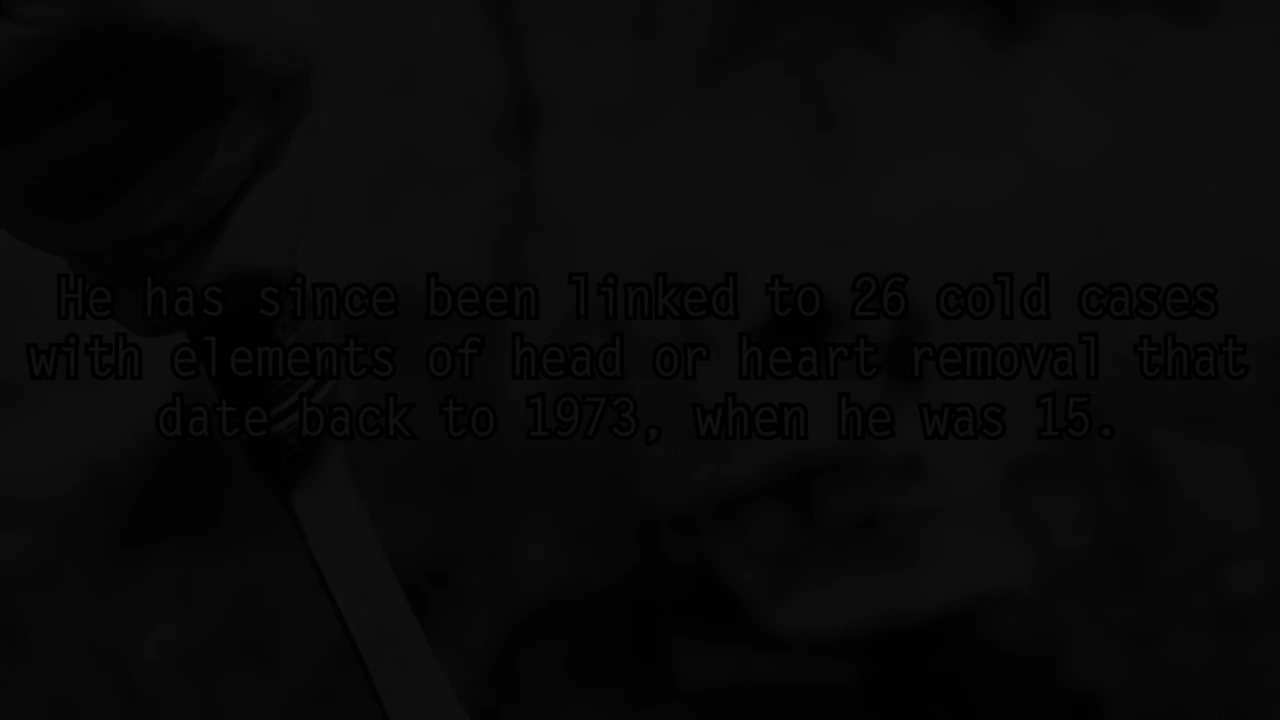 He has since been linked to 26 cold cases
with elements of head or heart removal that
date back to 1973, when he was 15.